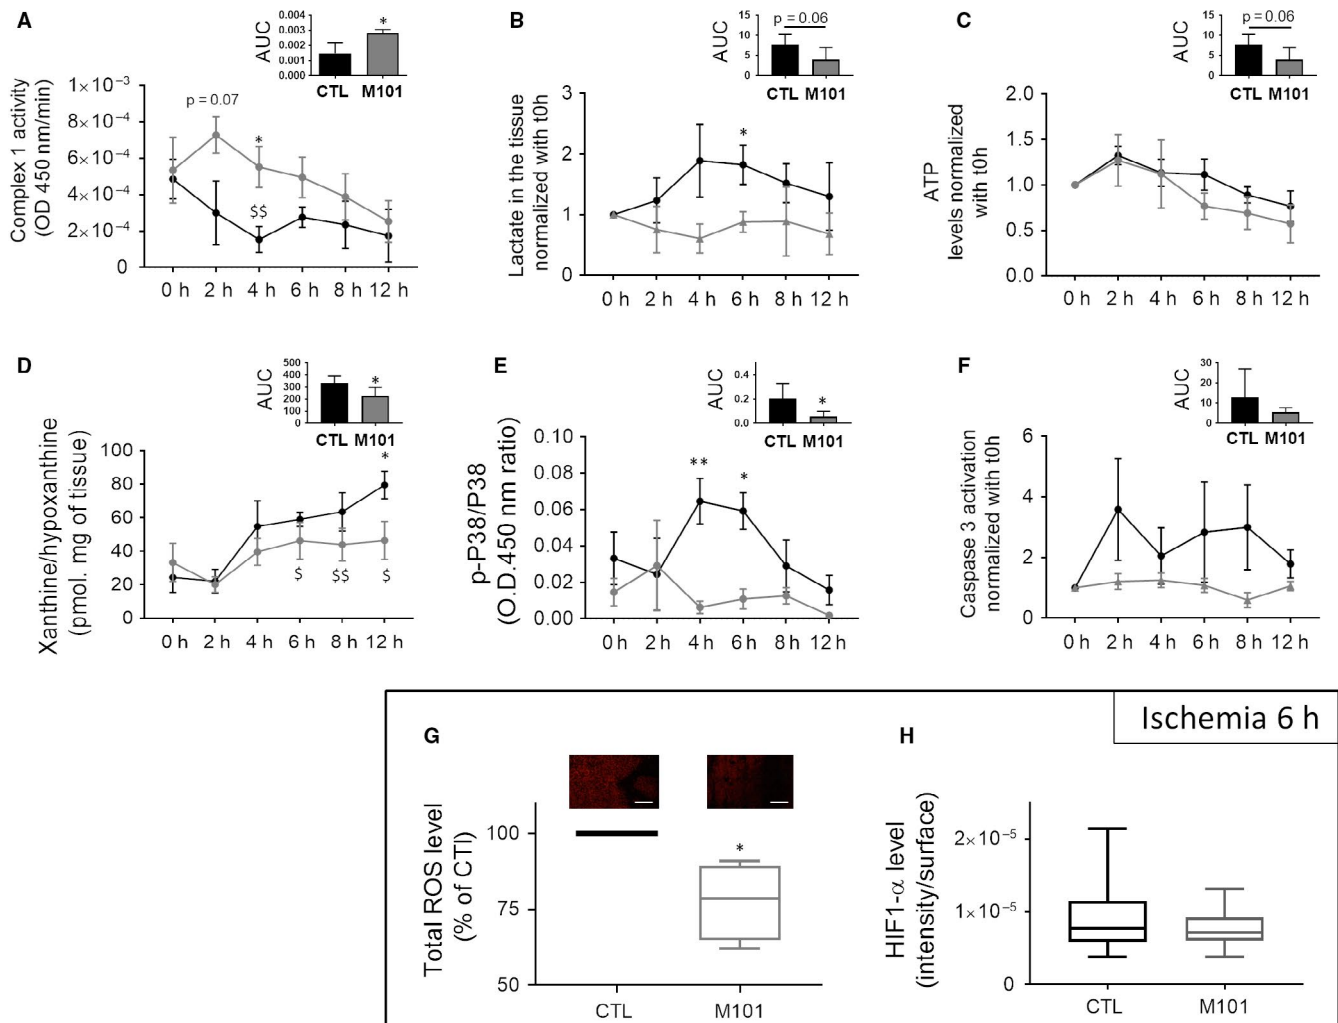 A
AUC
0.004
0.003
0.002
0.001
0.000
*
CTL M101
Complex 1 activity
(OD 450 nm/min)
1×10⁻³
8×10⁻⁴
6×10⁻⁴
4×10⁻⁴
2×10⁻⁴
0
p = 0.07
*
$$
0 h 2 h 4 h 6 h 8 h 12 h
B
AUC
15
10
5
0
p = 0.06
CTL M101
Lactate in the tissue
normalized with t0h
3
2
1
0
*
0 h 2 h 4 h 6 h 8 h 12 h
C
AUC
15
10
5
0
p = 0.06
CTL M101
ATP
levels normalized
with t0h
2.0
1.5
1.0
0.5
0.0
0 h 2 h 4 h 6 h 8 h 12 h
D
AUC
500
400
300
200
100
0
*
CTL M101
Xanthine/hypoxanthine
(pmol. mg of tissue)
100
80
60
40
20
0
*
$ $$ $
0 h 2 h 4 h 6 h 8 h 12 h
E
AUC
0.4
0.2
0.0
*
CTL M101
p-P38/P38
(O.D.450 nm ratio)
0.10
0.08
0.06
0.04
0.02
0.00
** *
0 h 2 h 4 h 6 h 8 h 12 h
F
AUC
30
20
10
0
CTL M101
Caspase 3 activation
normalized with t0h
6
4
2
0
0 h 2 h 4 h 6 h 8 h 12 h
Ischemia 6 h
G
Total ROS level
(% of CTl)
100
75
50
*
CTL M101
H
HIF1-α level
(intensity/surface)
2×10⁻⁵
1×10⁻⁵
0
CTL M101